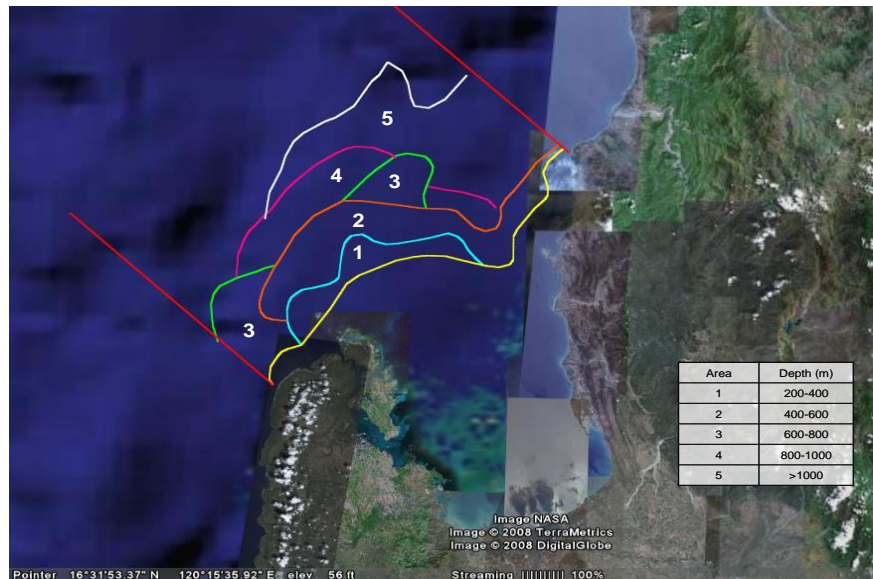 5
4
3
2
1
3
Area Depth (m)
1 200-400
2 400-600
3 600-800
4 800-1000
5 >1000
Image NASA
Image © 2008 TerraMetrics
Image © 2008 DigitalGlobe
Pointer 16°31'53.37" N 120°15'35.92" E elev 56 ft Streaming |||||||||| 100%